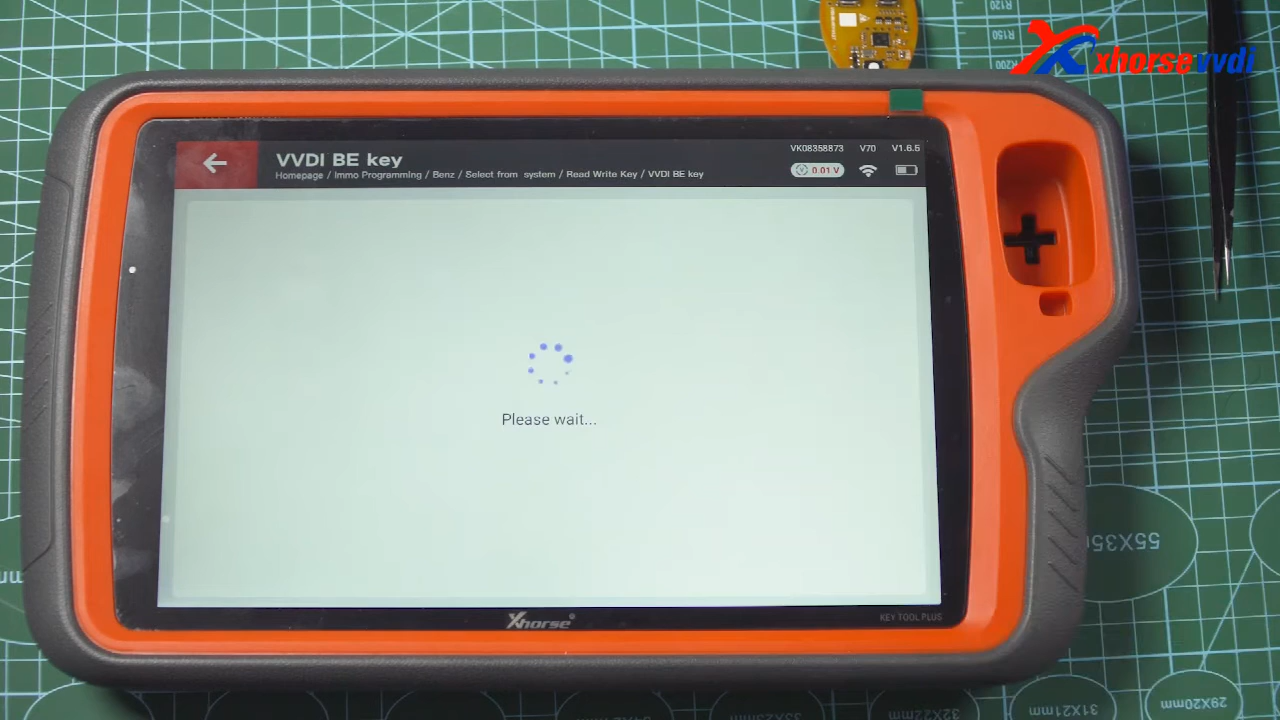 R120
R150
R200
xhorsevvdi
VVDI BE key
Homepage / Immo Programming / Benz / Select from system / Read Write Key / VVDI BE key
VK08358873 V70 V1.6.5
0.01 V
Please wait...
Xhorse
KEY TOOL PLUS
31X21mm
29X20mm